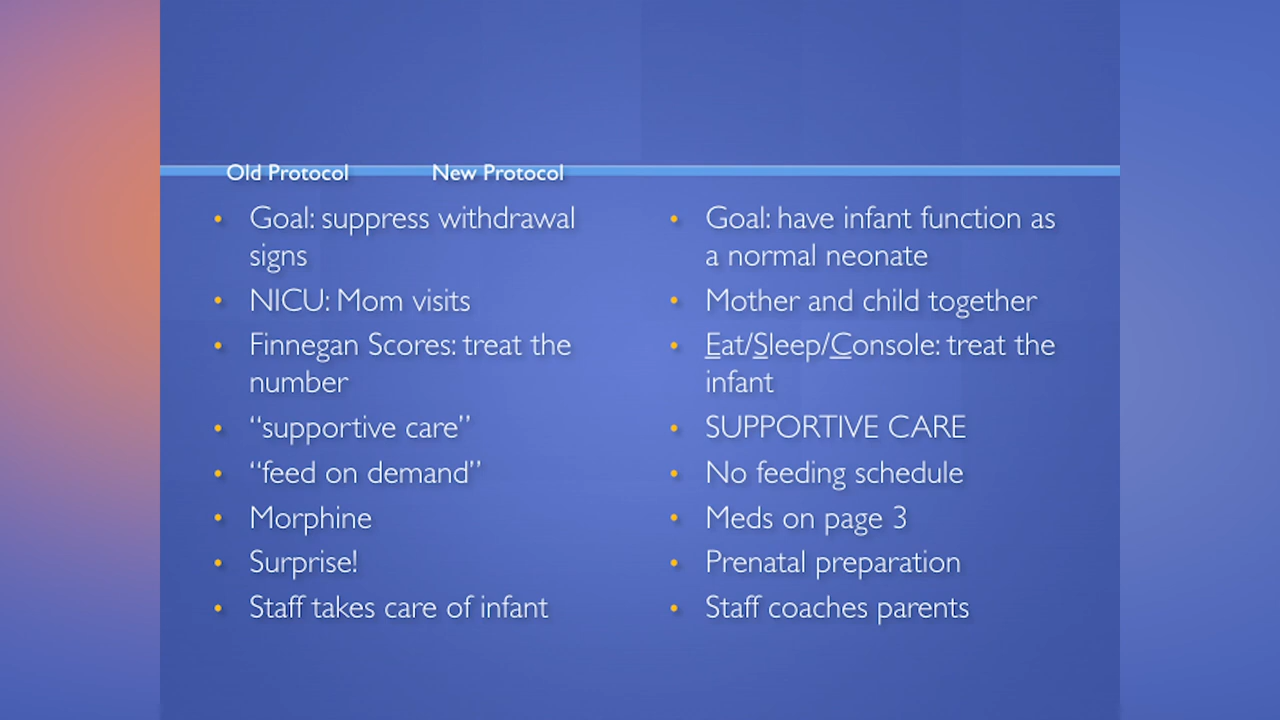 Old Protocol New Protocol
• Goal: suppress withdrawal
signs
• NICU: Mom visits
• Finnegan Scores: treat the
number
• “supportive care”
• “feed on demand”
• Morphine
• Surprise!
• Staff takes care of infant
• Goal: have infant function as
a normal neonate
• Mother and child together
• Eat/Sleep/Console: treat the
infant
• SUPPORTIVE CARE
• No feeding schedule
• Meds on page 3
• Prenatal preparation
• Staff coaches parents